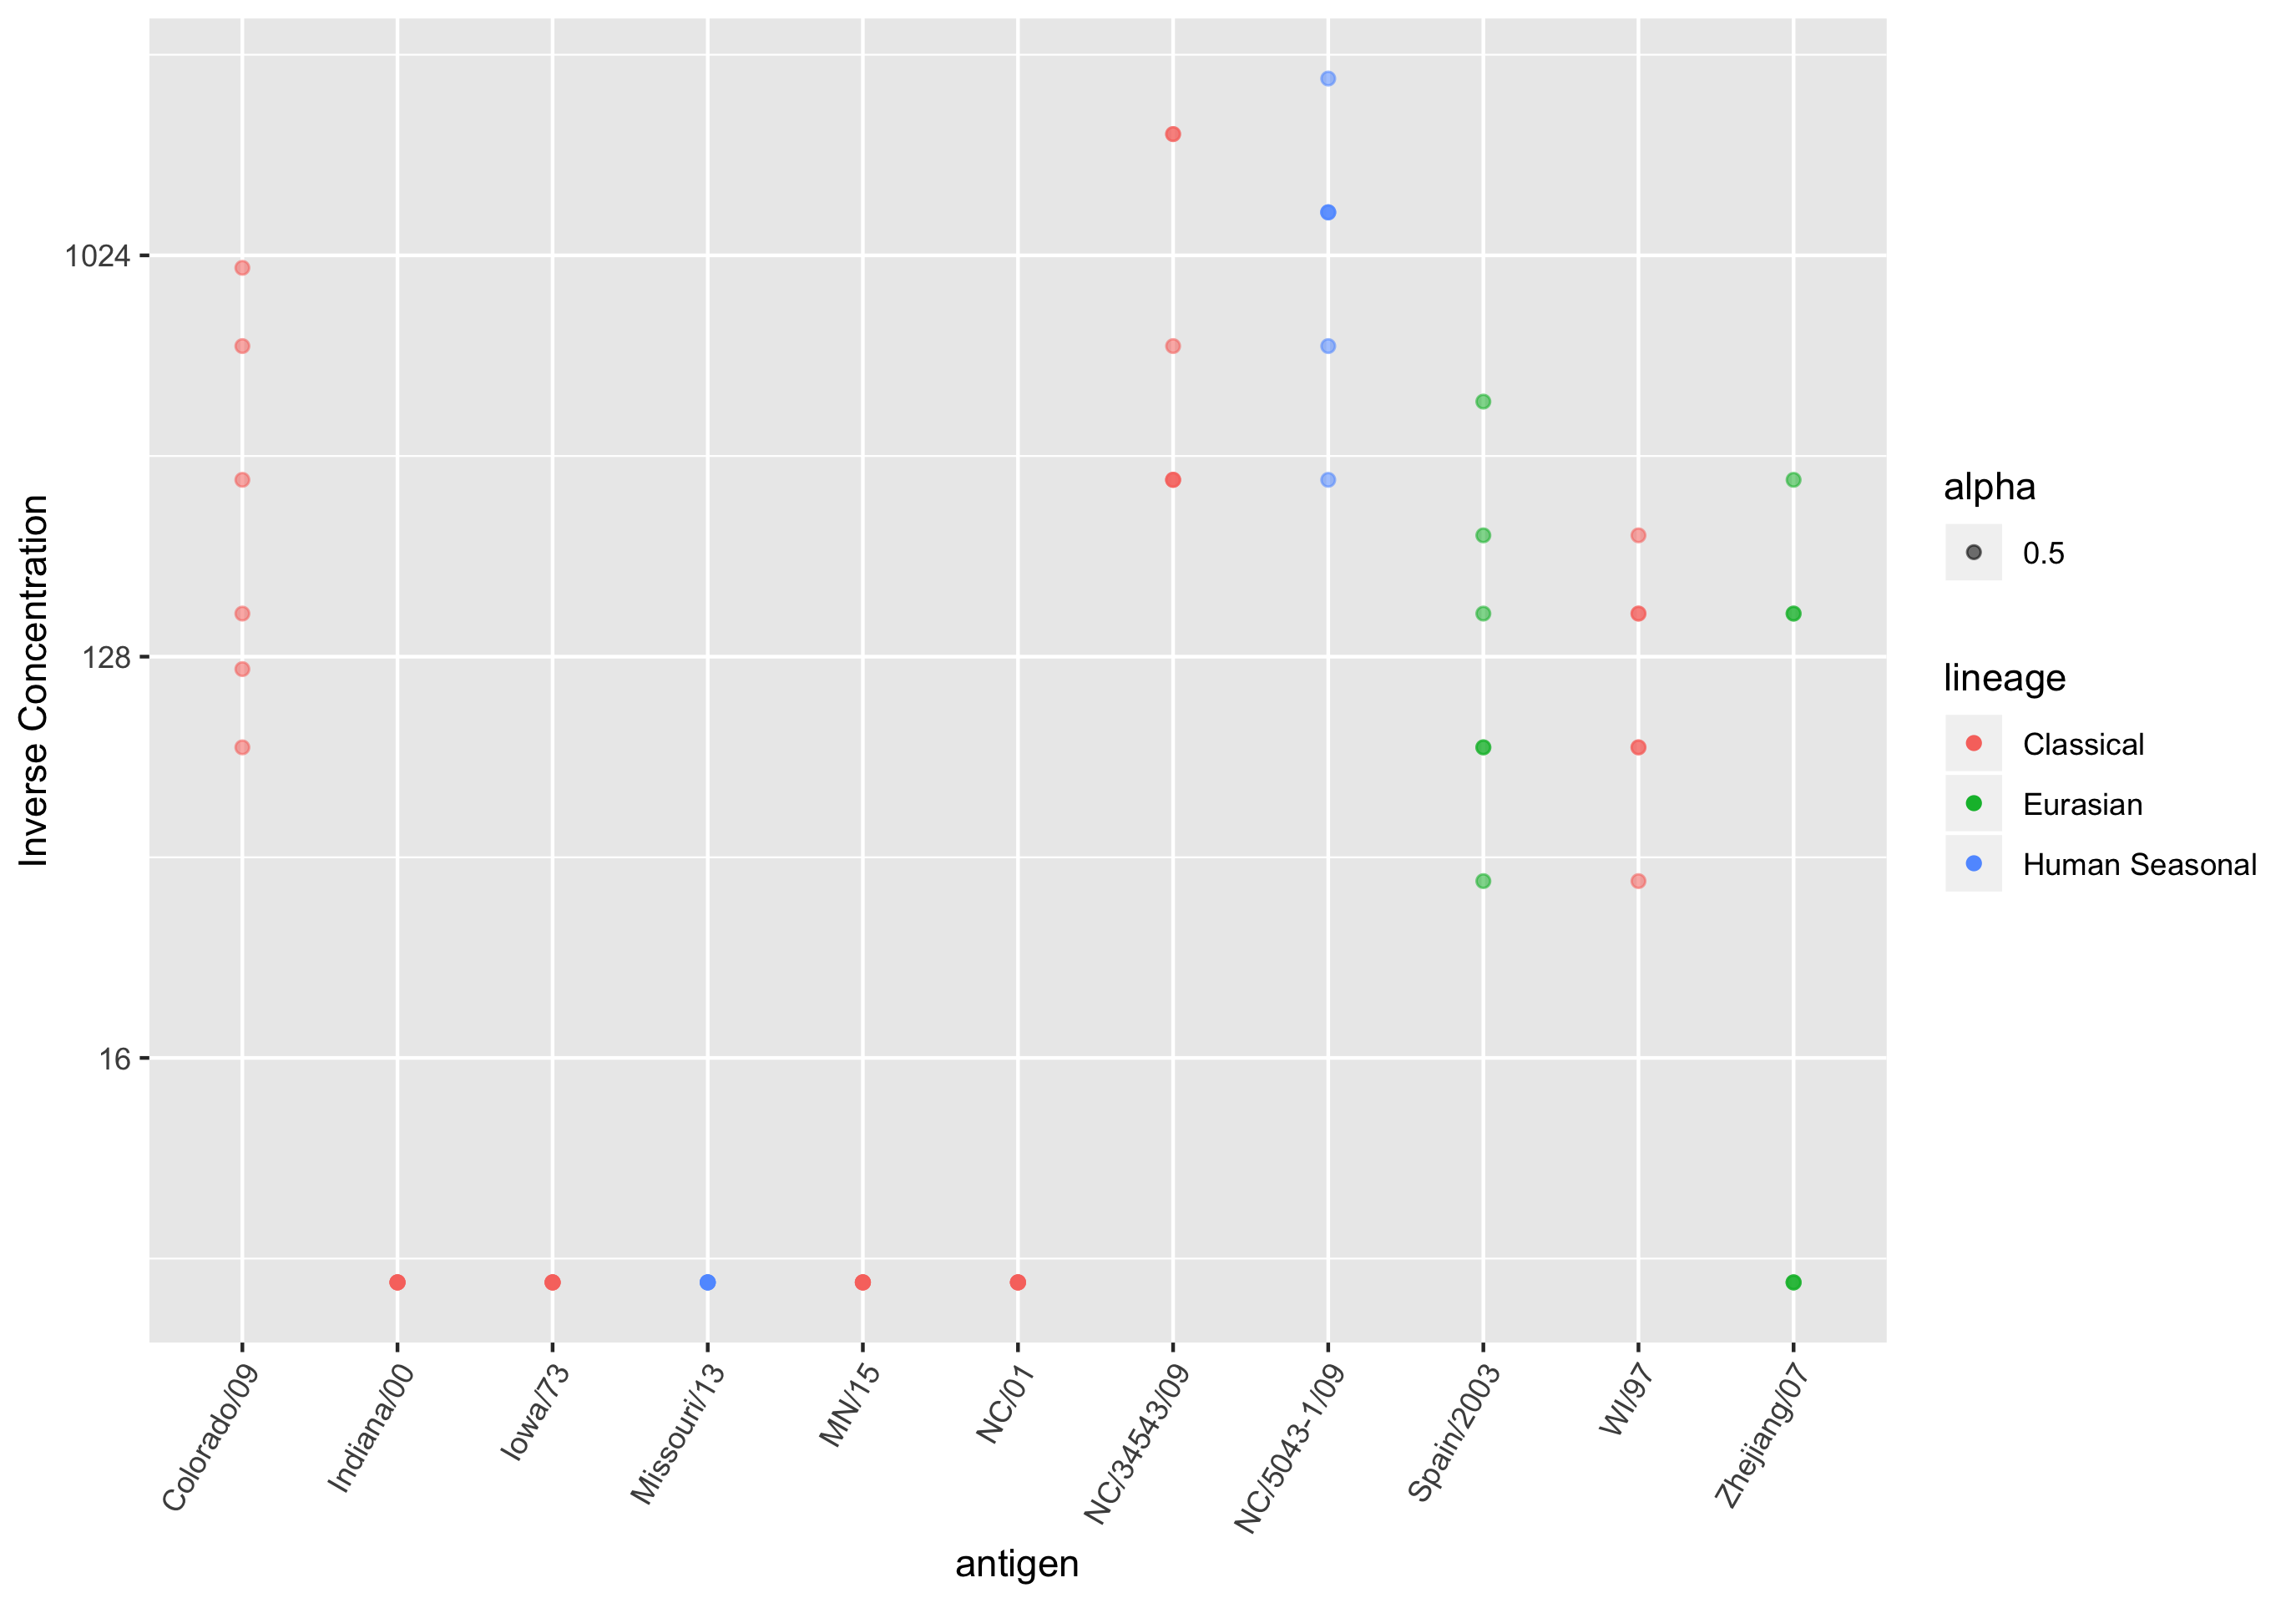 Inverse Concentration
1024
128
16
Colorado/09
Indiana/00
Iowa/73
Missouri/13
MN/15
NC/01
NC/34543/09
NC/5043-1/09
Spain/2003
WI/97
Zhejiang/07
antigen
alpha
0.5
lineage
Classical
Eurasian
Human Seasonal